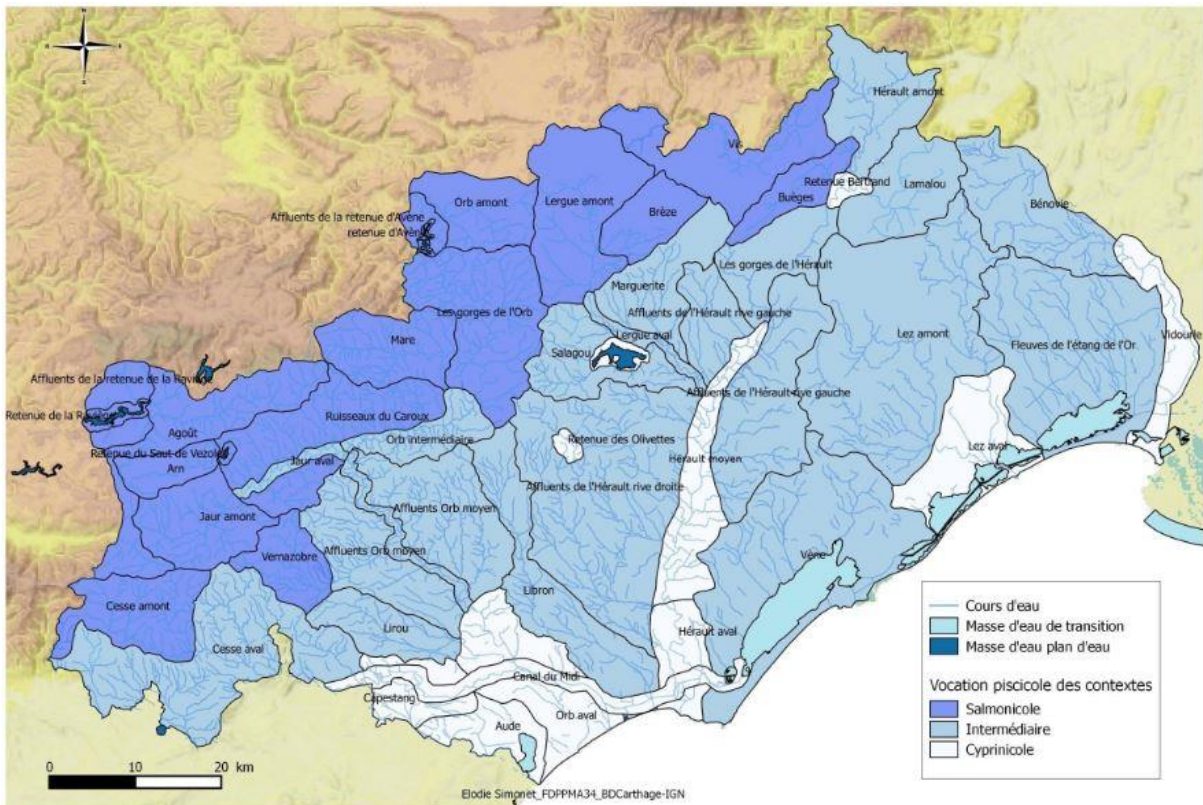 Hérault amont
Vis
Retenue Bertrand
Lamalou
Buèges
Bénovie
Orb amont
Lergue amont
Brèze
Affluents de la retenue d'Avène
retenue d'Avène
Les gorges de l'Hérault
Marguerite
Affluents de l'Hérault rive gauche
Les gorges de l'Orb
Lergue aval
Lez amont
Mare
Salagou
Fleuves de l'étang de l'Or
Vidourle
Affluents de la retenue de la Raviège
Affluents de l'Hérault rive gauche
Retenue de la Raviège
Ruisseaux du Caroux
Agoût
Orb intermédiaire
Retenue des Olivettes
Lez aval
Retenue du Saut de Vezoles
Jaur aval
Hérault moyen
Arn
Affluents de l'Hérault rive droite
Affluents Orb moyen
Jaur amont
Vernazobre
Affluents Orb moyen
Vène
Libron
Cesse amont
Lirou
Hérault aval
Cesse aval
Canal du Midi
Capestang
Orb aval
Aude
Cours d'eau
Masse d'eau de transition
Masse d'eau plan d'eau
Vocation piscicole des contextes
Salmonicole
Intermédiaire
Cyprinicole
0 10 20 km
Elodie Simonet_FDPPMA34_BDCarthage-IGN